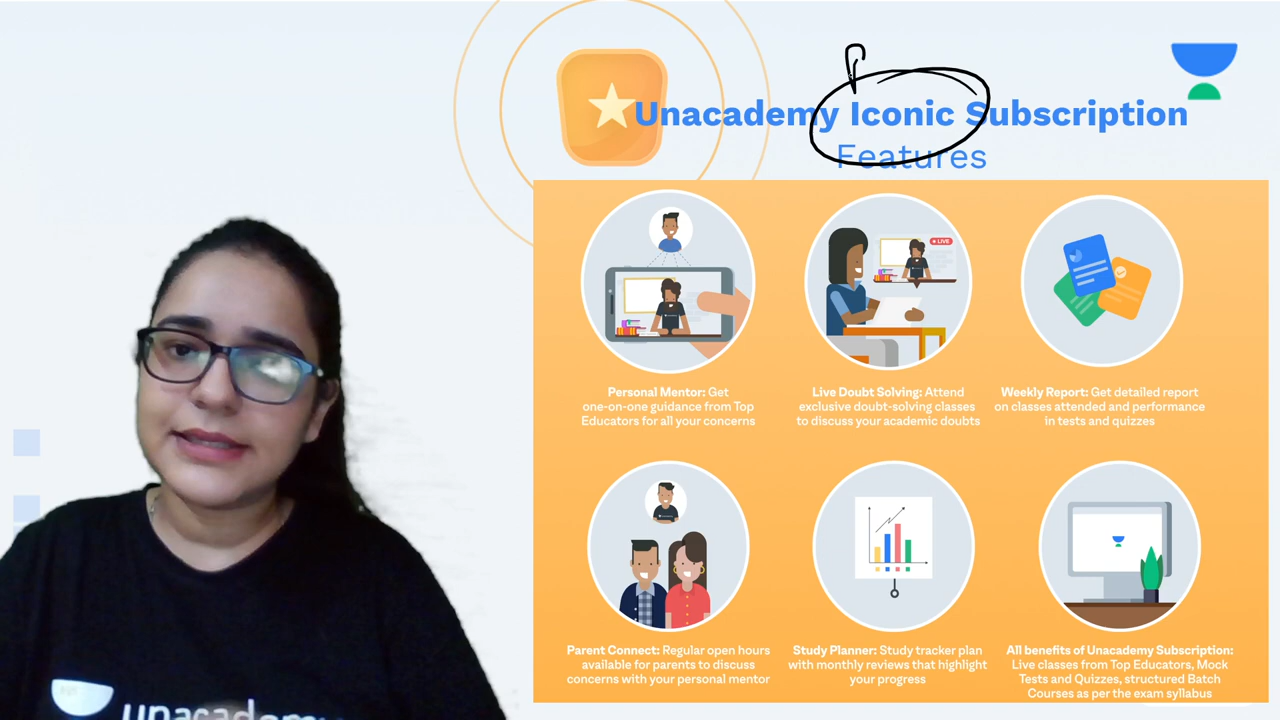 Unacademy Iconic Subscription
Features
LIVE
Personal Mentor: Get
one-on-one guidance from Top
Educators for all your concerns
Live Doubt Solving: Attend
exclusive doubt-solving classes
to discuss your academic doubts
Weekly Report: Get detailed report
on classes attended and performance
in tests and quizzes
Parent Connect: Regular open hours
available for parents to discuss
concerns with your personal mentor
Study Planner: Study tracker plan
with monthly reviews that highlight
your progress
All benefits of Unacademy Subscription:
Live classes from Top Educators, Mock
Tests and Quizzes, structured Batch
Courses as per the exam syllabus
unacademy